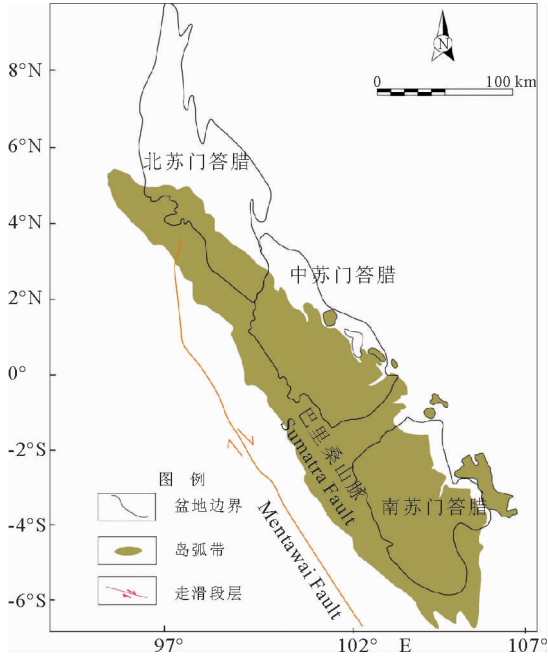 N
0
100 km
8°N
6°N
4°N
2°N
0°
-2°S
-4°S
-6°S
北苏门答腊
中苏门答腊
巴里桑山脉
Sumatra Fault
南苏门答腊
Mentawai Fault
图 例
盆地边界
岛弧带
走滑段层
97°
102°
E
107°